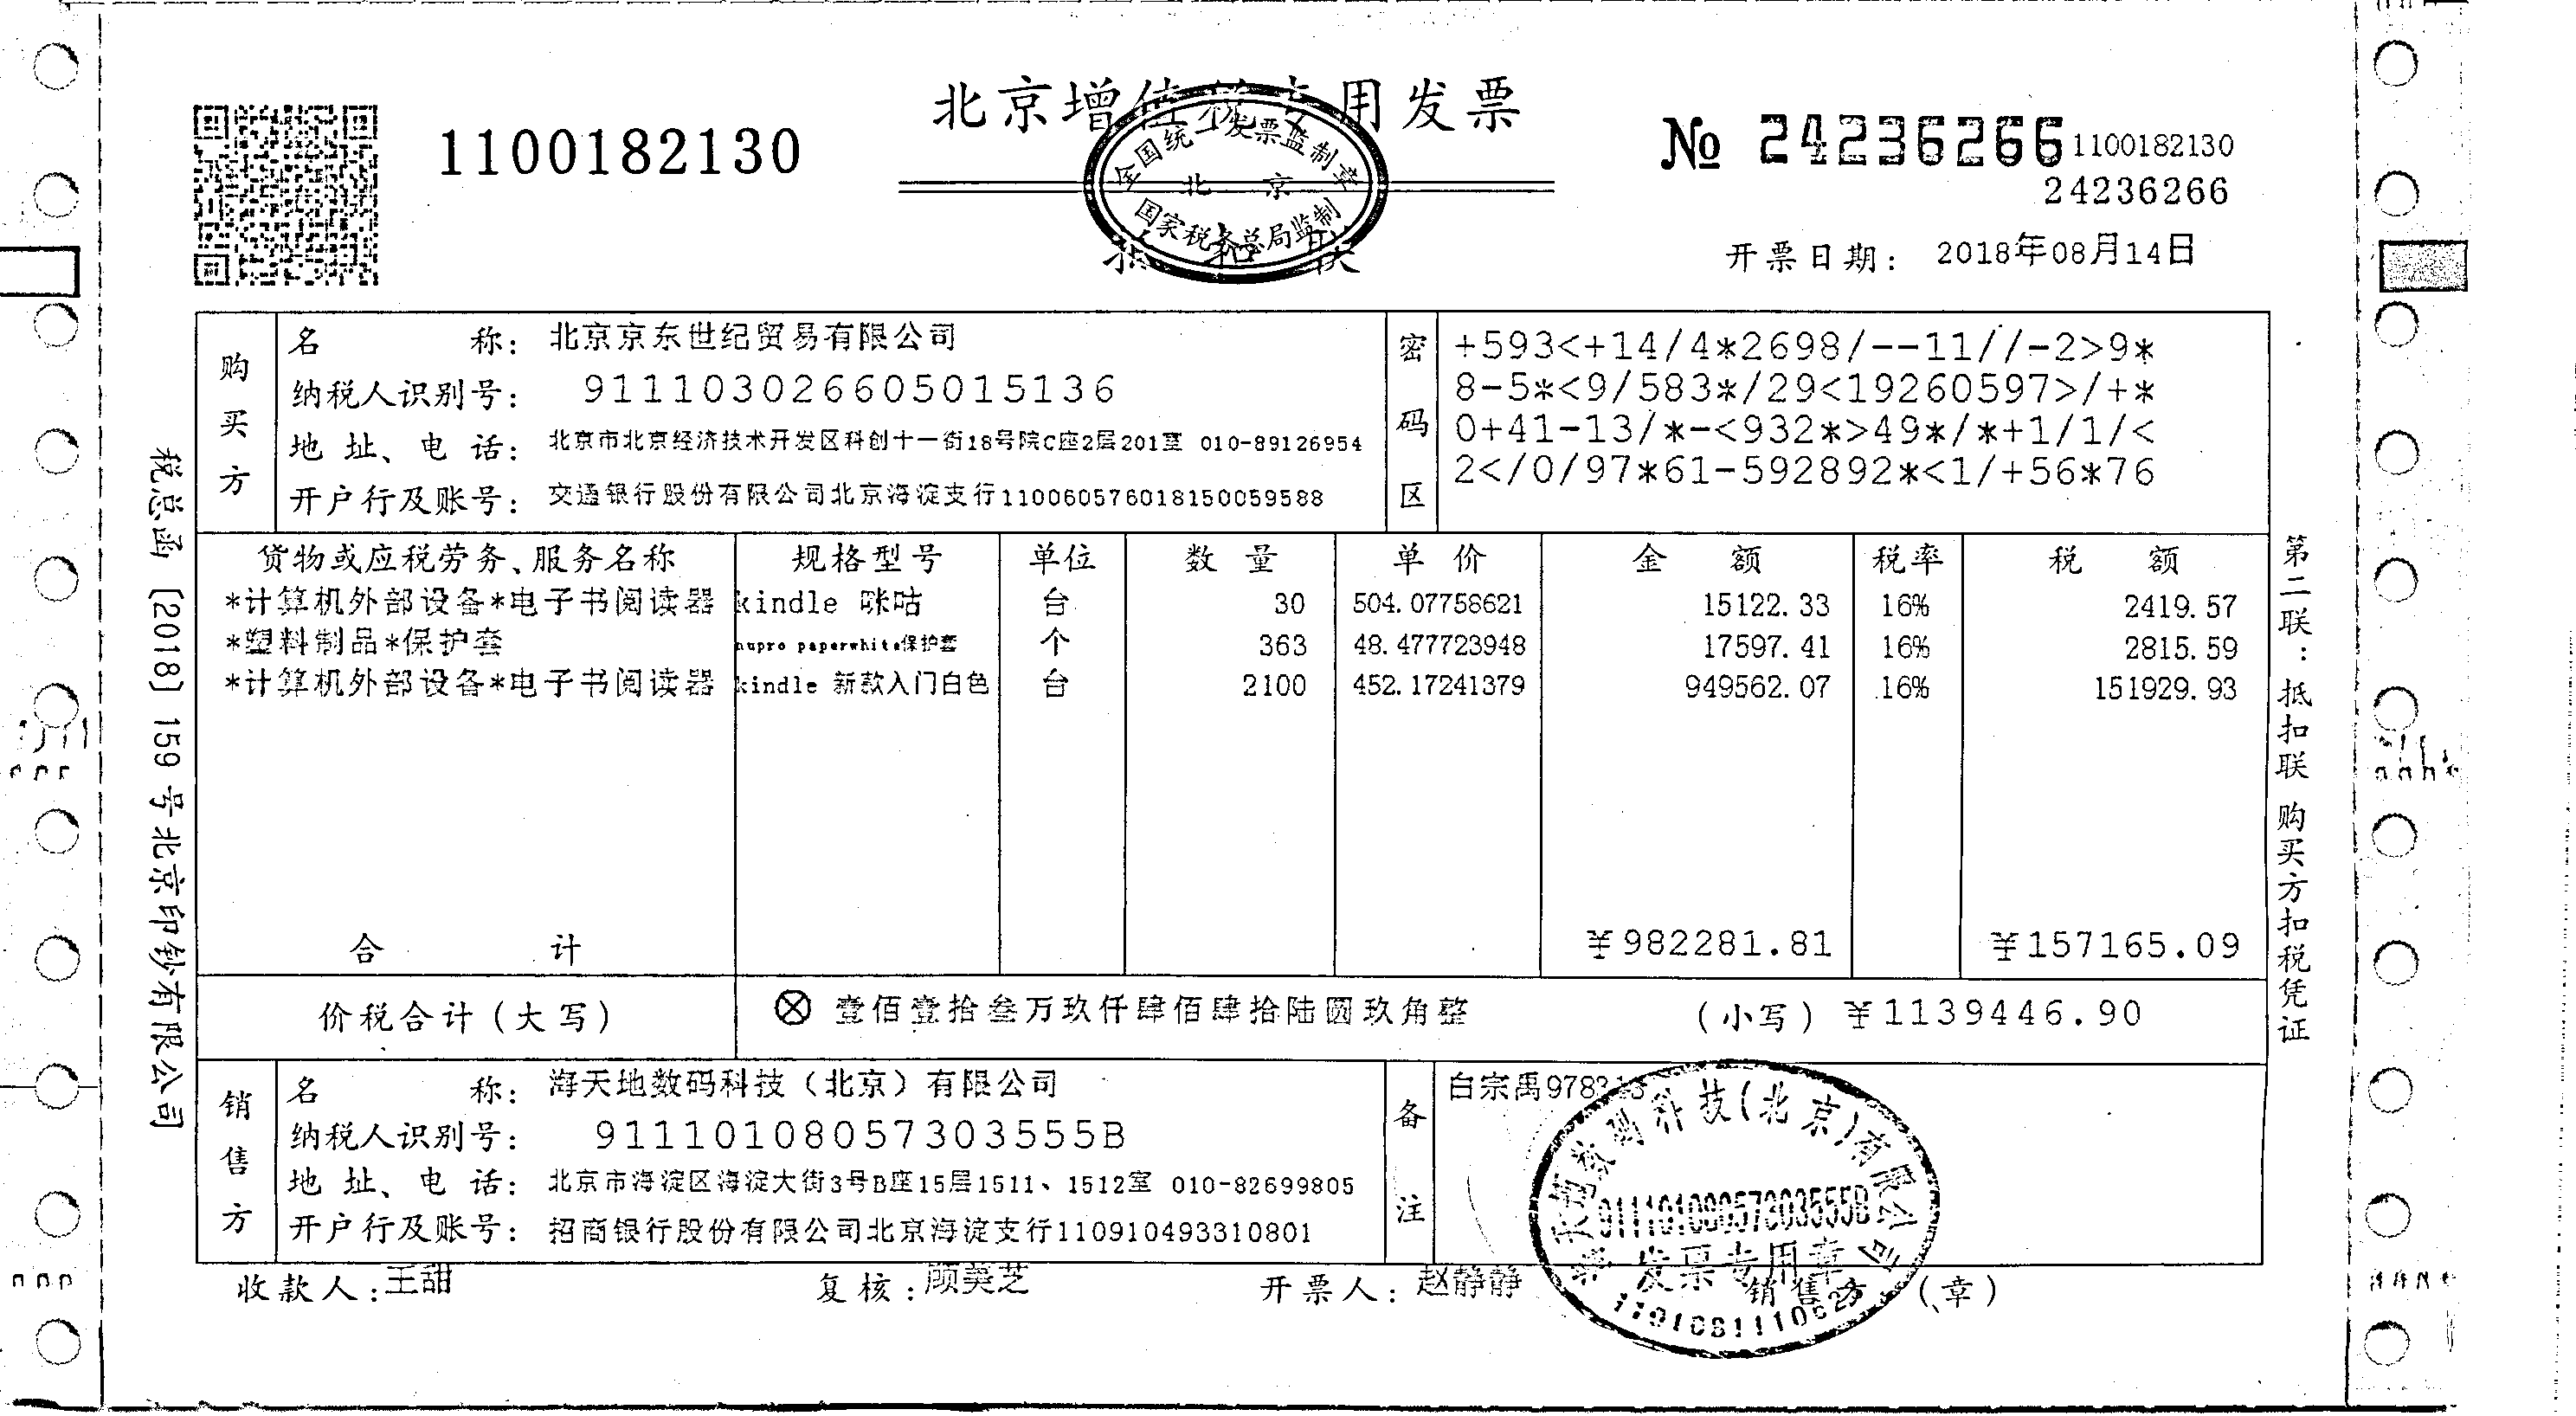 北京增值税专用发票
全国统一发票监制章
北京
国家税务总局监制
抵扣联
1100182130
№ 24236266
1100182130
24236266
开票日期： 2018年08月14日
税总函〔2018〕159号北京印钞有限公司
购买方
名称： 北京京东世纪贸易有限公司
纳税人识别号： 911103026605015136
地址、电话： 北京市北京经济技术开发区科创十一街18号院C座2层201室 010-89126954
开户行及账号： 交通银行股份有限公司北京海淀支行110060576018150059588
密码区
+593<+14/4*2698/--11//-2>9*
8-5*<9/583*/29<19260597>/+*
0+41-13/*-<932*>49*/*+1/1/<
2</0/97*61-592892*<1/+56*76
货物或应税劳务、服务名称 规格型号 单位 数量 单价 金额 税率 税额
*计算机外部设备*电子书阅读器 kindle 咪咕 台 30 504.07758621 15122.33 16% 2419.57
*塑料制品*保护套 nupro paperwhite保护套 个 363 48.477723948 17597.41 16% 2815.59
*计算机外部设备*电子书阅读器 kindle 新款入门白色 台 2100 452.17241379 949562.07 16% 151929.93
合计 ¥982281.81 ¥157165.09
价税合计（大写） ⊗ 壹佰壹拾叁万玖仟肆佰肆拾陆圆玖角整 （小写）¥1139446.90
第二联：抵扣联 购买方扣税凭证
销售方
名称： 海天地数码科技（北京）有限公司
纳税人识别号： 91110108057303555B
地址、电话： 北京市海淀区海淀大街3号B座15层1511、1512室 010-82699805
开户行及账号： 招商银行股份有限公司北京海淀支行110910493310801
备注
白宗禹978
海天地数码科技(北京)有限公司
91110108057303555B
发票专用章
收款人：王甜 复核：顾美芝 开票人：赵静静 销售方（章）